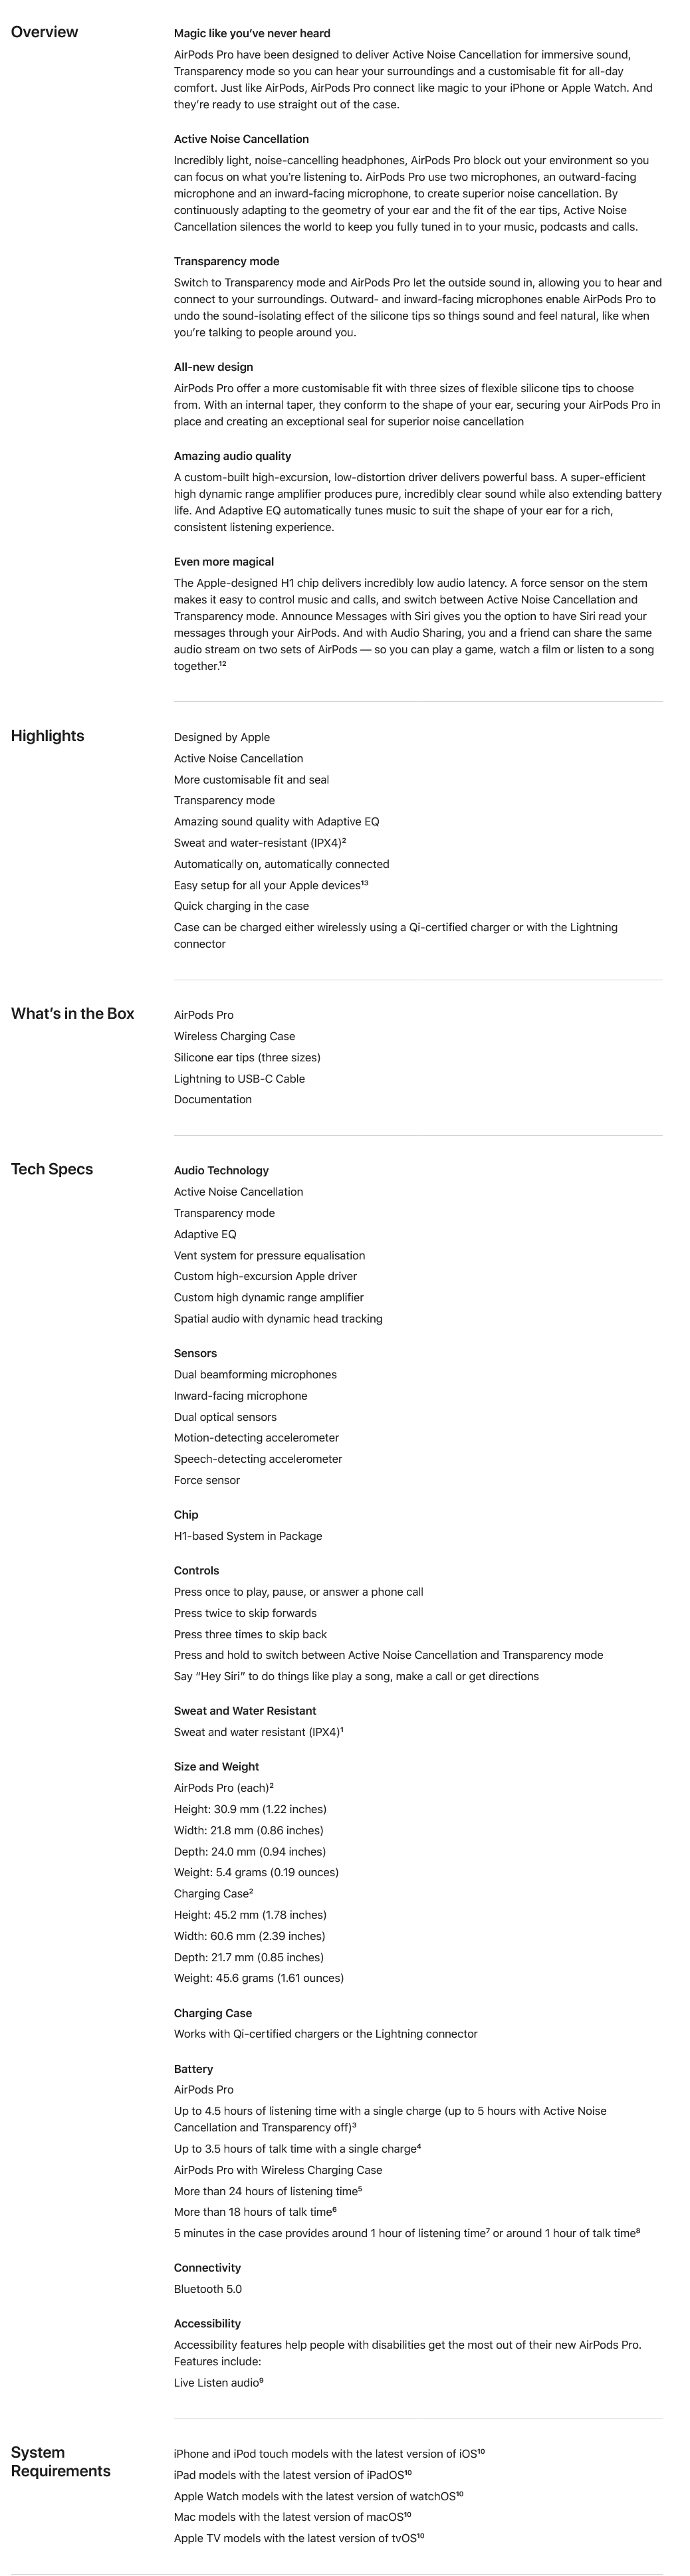 Overview
Magic like you’ve never heard
AirPods Pro have been designed to deliver Active Noise Cancellation for immersive sound,
Transparency mode so you can hear your surroundings and a customisable fit for all-day
comfort. Just like AirPods, AirPods Pro connect like magic to your iPhone or Apple Watch. And
they’re ready to use straight out of the case.
Active Noise Cancellation
Incredibly light, noise-cancelling headphones, AirPods Pro block out your environment so you
can focus on what you’re listening to. AirPods Pro use two microphones, an outward-facing
microphone and an inward-facing microphone, to create superior noise cancellation. By
continuously adapting to the geometry of your ear and the fit of the ear tips, Active Noise
Cancellation silences the world to keep you fully tuned in to your music, podcasts and calls.
Transparency mode
Switch to Transparency mode and AirPods Pro let the outside sound in, allowing you to hear and
connect to your surroundings. Outward- and inward-facing microphones enable AirPods Pro to
undo the sound-isolating effect of the silicone tips so things sound and feel natural, like when
you’re talking to people around you.
All-new design
AirPods Pro offer a more customisable fit with three sizes of flexible silicone tips to choose
from. With an internal taper, they conform to the shape of your ear, securing your AirPods Pro in
place and creating an exceptional seal for superior noise cancellation
Amazing audio quality
A custom-built high-excursion, low-distortion driver delivers powerful bass. A super-efficient
high dynamic range amplifier produces pure, incredibly clear sound while also extending battery
life. And Adaptive EQ automatically tunes music to suit the shape of your ear for a rich,
consistent listening experience.
Even more magical
The Apple-designed H1 chip delivers incredibly low audio latency. A force sensor on the stem
makes it easy to control music and calls, and switch between Active Noise Cancellation and
Transparency mode. Announce Messages with Siri gives you the option to have Siri read your
messages through your AirPods. And with Audio Sharing, you and a friend can share the same
audio stream on two sets of AirPods — so you can play a game, watch a film or listen to a song
together.¹²
Highlights
Designed by Apple
Active Noise Cancellation
More customisable fit and seal
Transparency mode
Amazing sound quality with Adaptive EQ
Sweat and water-resistant (IPX4)²
Automatically on, automatically connected
Easy setup for all your Apple devices¹³
Quick charging in the case
Case can be charged either wirelessly using a Qi-certified charger or with the Lightning
connector
What’s in the Box
AirPods Pro
Wireless Charging Case
Silicone ear tips (three sizes)
Lightning to USB-C Cable
Documentation
Tech Specs
Audio Technology
Active Noise Cancellation
Transparency mode
Adaptive EQ
Vent system for pressure equalisation
Custom high-excursion Apple driver
Custom high dynamic range amplifier
Spatial audio with dynamic head tracking
Sensors
Dual beamforming microphones
Inward-facing microphone
Dual optical sensors
Motion-detecting accelerometer
Speech-detecting accelerometer
Force sensor
Chip
H1-based System in Package
Controls
Press once to play, pause, or answer a phone call
Press twice to skip forwards
Press three times to skip back
Press and hold to switch between Active Noise Cancellation and Transparency mode
Say “Hey Siri” to do things like play a song, make a call or get directions
Sweat and Water Resistant
Sweat and water resistant (IPX4)¹
Size and Weight
AirPods Pro (each)²
Height: 30.9 mm (1.22 inches)
Width: 21.8 mm (0.86 inches)
Depth: 24.0 mm (0.94 inches)
Weight: 5.4 grams (0.19 ounces)
Charging Case²
Height: 45.2 mm (1.78 inches)
Width: 60.6 mm (2.39 inches)
Depth: 21.7 mm (0.85 inches)
Weight: 45.6 grams (1.61 ounces)
Charging Case
Works with Qi-certified chargers or the Lightning connector
Battery
AirPods Pro
Up to 4.5 hours of listening time with a single charge (up to 5 hours with Active Noise
Cancellation and Transparency off)³
Up to 3.5 hours of talk time with a single charge⁴
AirPods Pro with Wireless Charging Case
More than 24 hours of listening time⁵
More than 18 hours of talk time⁶
5 minutes in the case provides around 1 hour of listening time⁷ or around 1 hour of talk time⁸
Connectivity
Bluetooth 5.0
Accessibility
Accessibility features help people with disabilities get the most out of their new AirPods Pro.
Features include:
Live Listen audio⁹
System
Requirements
iPhone and iPod touch models with the latest version of iOS¹⁰
iPad models with the latest version of iPadOS¹⁰
Apple Watch models with the latest version of watchOS¹⁰
Mac models with the latest version of macOS¹⁰
Apple TV models with the latest version of tvOS¹⁰